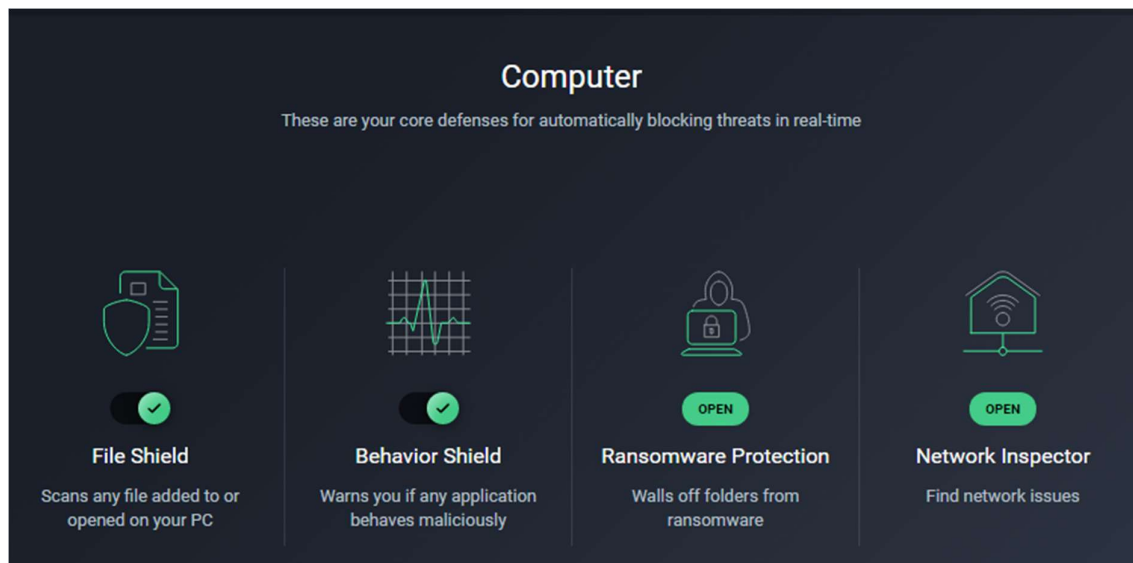 Computer
These are your core defenses for automatically blocking threats in real-time
OPEN
OPEN
File Shield
Behavior Shield
Ransomware Protection
Network Inspector
Scans any file added to or
opened on your PC
Warns you if any application
behaves maliciously
Walls off folders from
ransomware
Find network issues